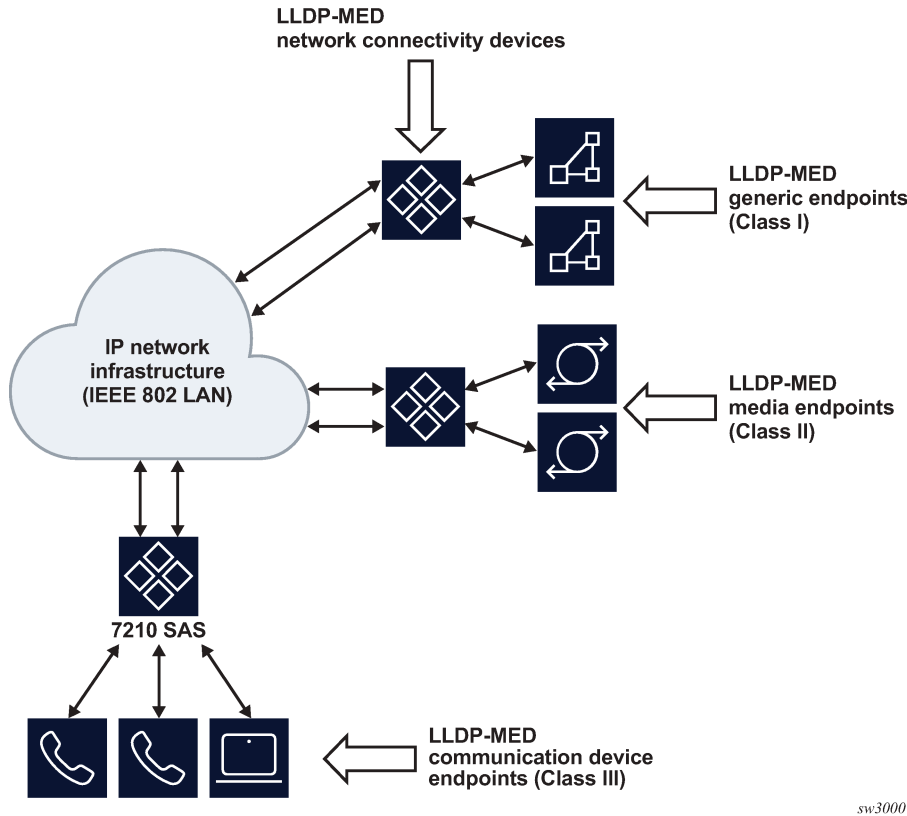 LLDP-MED
network connectivity devices
LLDP-MED
generic endpoints
(Class I)
IP network
infrastructure
(IEEE 802 LAN)
LLDP-MED
media endpoints
(Class II)
7210 SAS
LLDP-MED
communication device
endpoints (Class III)
sw3000